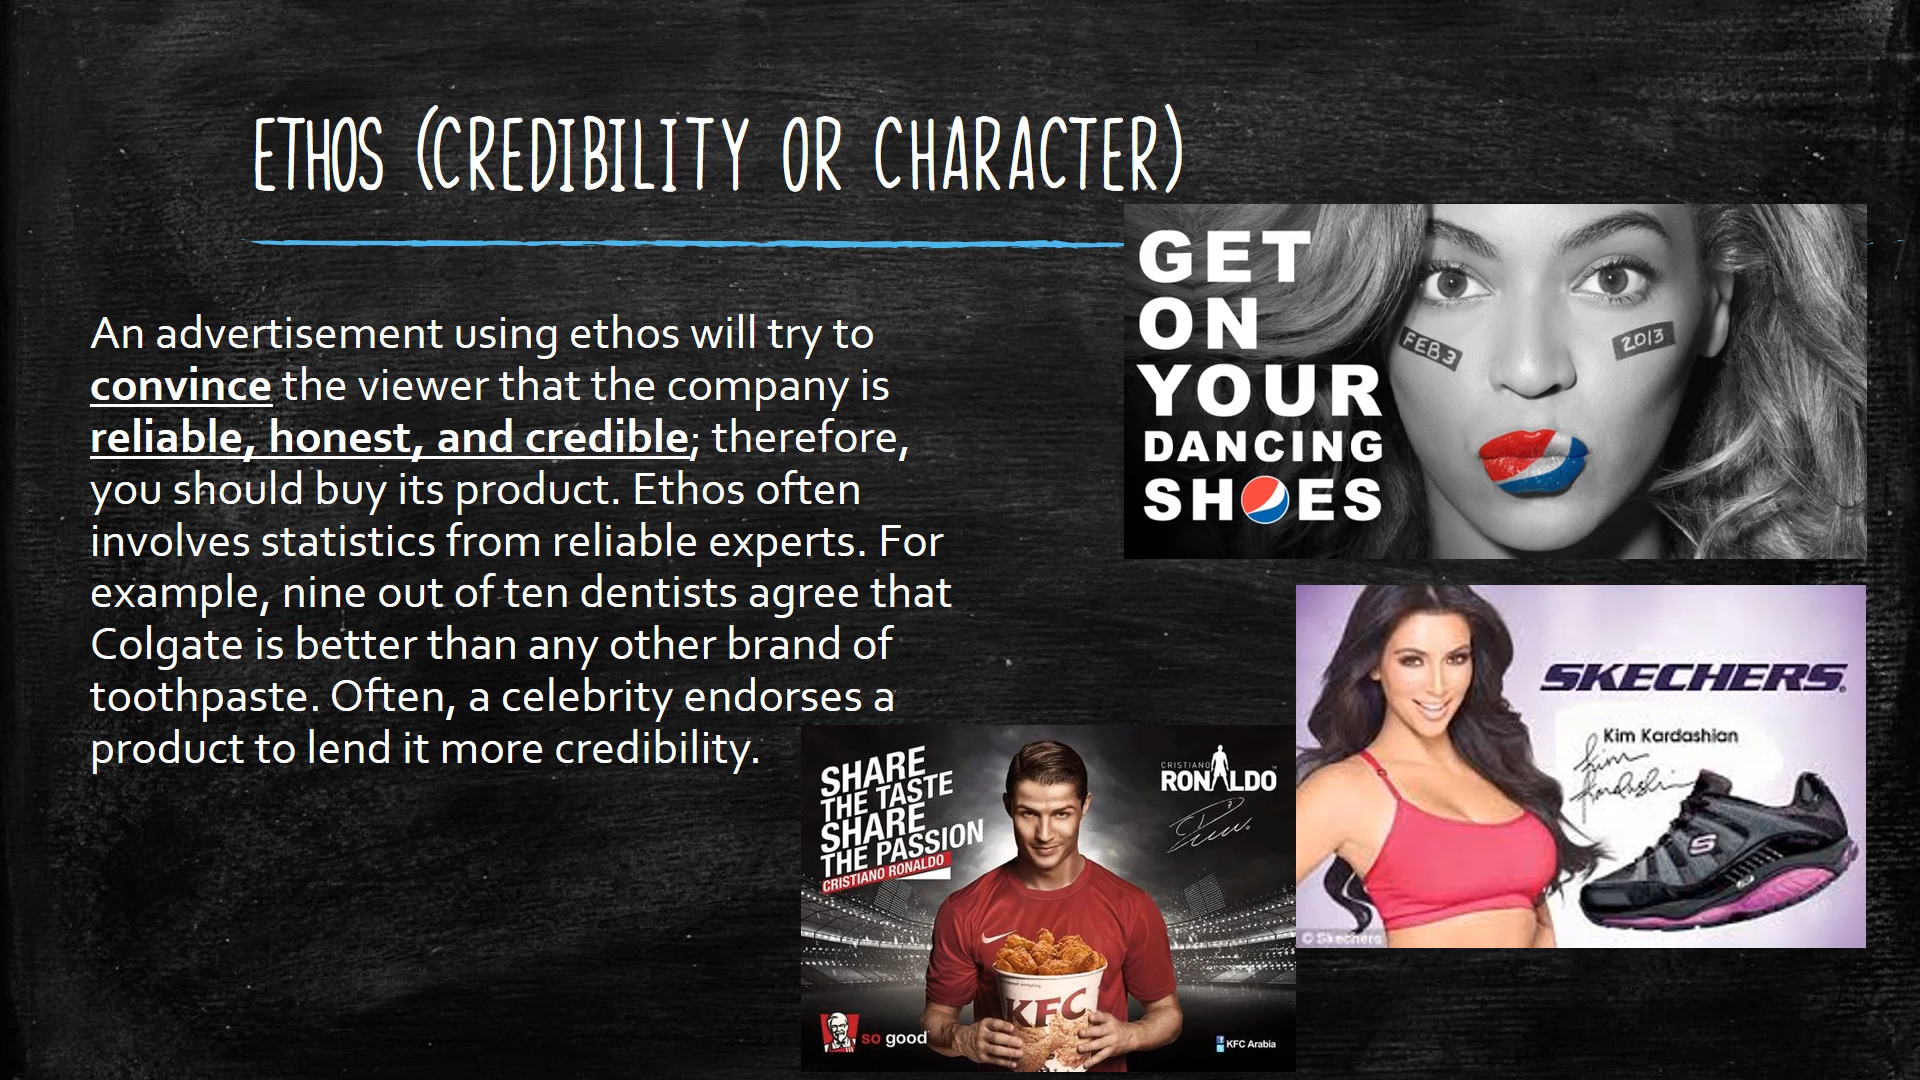 ETHOS (CREDIBILITY OR CHARACTER)
An advertisement using ethos will try to
convince the viewer that the company is
reliable, honest, and credible; therefore,
you should buy its product. Ethos often
involves statistics from reliable experts. For
example, nine out of ten dentists agree that
Colgate is better than any other brand of
toothpaste. Often, a celebrity endorses a
product to lend it more credibility.
GET
ON
YOUR
DANCING
SHOES
FEB 3
2013
SKECHERS
Kim Kardashian
Kim
Kardashian
S
© Skechers
SHARE
THE TASTE
SHARE
THE PASSION
CRISTIANO RONALDO
CRISTIANO
RONALDO
7
KFC
so good
KFC Arabia